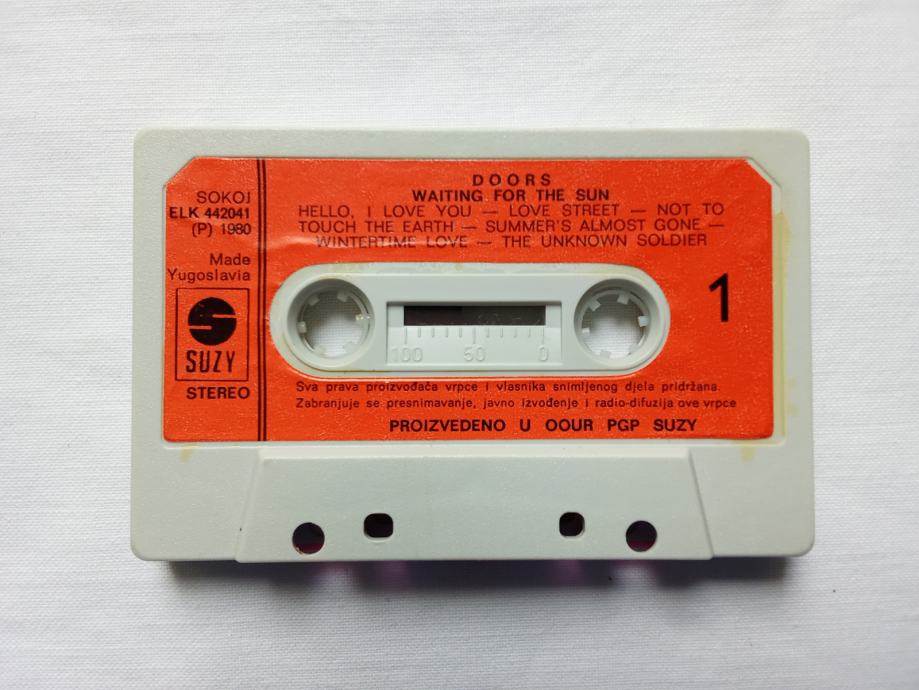 DOORS
WAITING FOR THE SUN
HELLO, I LOVE YOU — LOVE STREET — NOT TO
TOUCH THE EARTH — SUMMER'S ALMOST GONE —
WINTERTIME LOVE — THE UNKNOWN SOLDIER
SOKOJ
ELK 442041
(P) 1980
Made
Yugoslavia
SUZY
STEREO
1
100 50 0
Sva prava proizvođača vrpce i vlasnika snimljenog djela pridržana.
Zabranjuje se presnimavanje, javno izvođenje i radio-difuzija ove vrpce
PROIZVEDENO U OOUR PGP SUZY